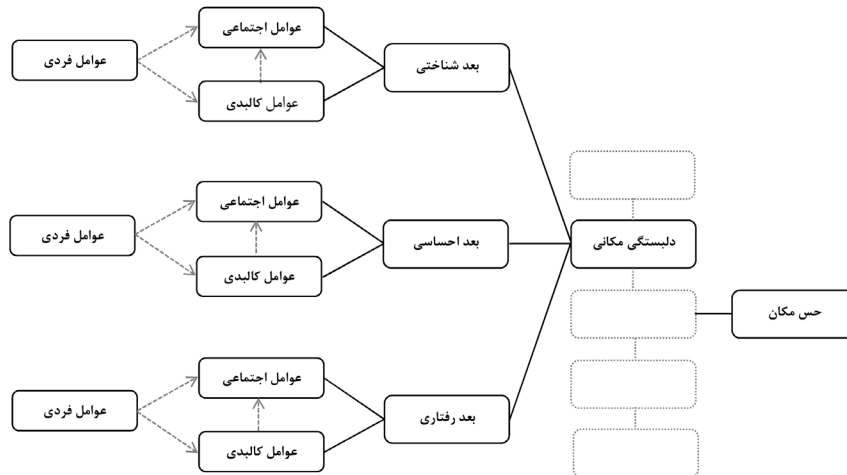 حس مکان
دلبستگی مکانی
بعد شناختی
عوامل اجتماعی
عوامل کالبدی
عوامل فردی
بعد احساسی
عوامل اجتماعی
عوامل کالبدی
عوامل فردی
بعد رفتاری
عوامل اجتماعی
عوامل کالبدی
عوامل فردی